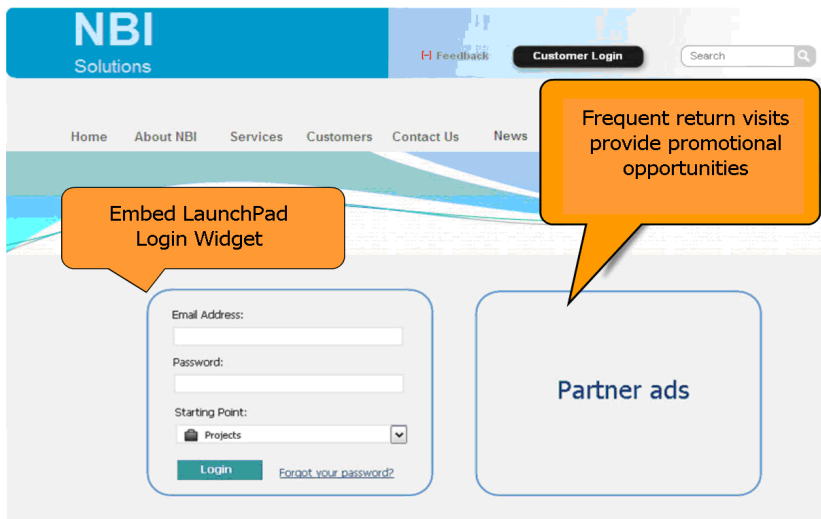 NBI
Solutions
[-] Feedback
Customer Login
Search
Home About NBI Services Customers Contact Us News
Frequent return visits
provide promotional
opportunities
Embed LaunchPad
Login Widget
Email Address:
Password:
Starting Point:
Projects
Login
Forgot your password?
Partner ads